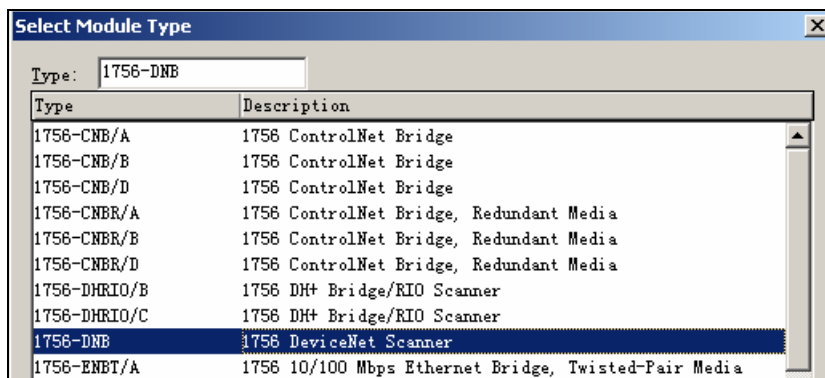 Select Module Type
Type: 1756-DNB
Type Description
1756-CNB/A 1756 ControlNet Bridge
1756-CNB/B 1756 ControlNet Bridge
1756-CNB/D 1756 ControlNet Bridge
1756-CNBR/A 1756 ControlNet Bridge, Redundant Media
1756-CNBR/B 1756 ControlNet Bridge, Redundant Media
1756-CNBR/D 1756 ControlNet Bridge, Redundant Media
1756-DHRIO/B 1756 DH+ Bridge/RIO Scanner
1756-DHRIO/C 1756 DH+ Bridge/RIO Scanner
1756-DNB 1756 DeviceNet Scanner
1756-ENBT/A 1756 10/100 Mbps Ethernet Bridge, Twisted-Pair Media